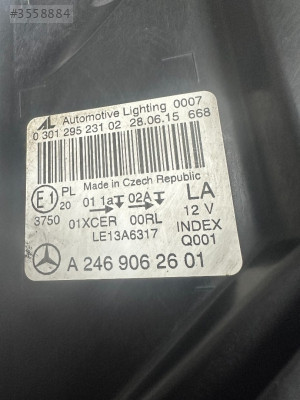 #3558884
AL Automotive Lighting 0007
0 301 295 231 02 28.06.15 668
E1 PL Made in Czech Republic
20 01 1a 02A LA
3750 01XCER 00RL 12 V
LE13A6317 INDEX
Q001
A 246 906 26 01